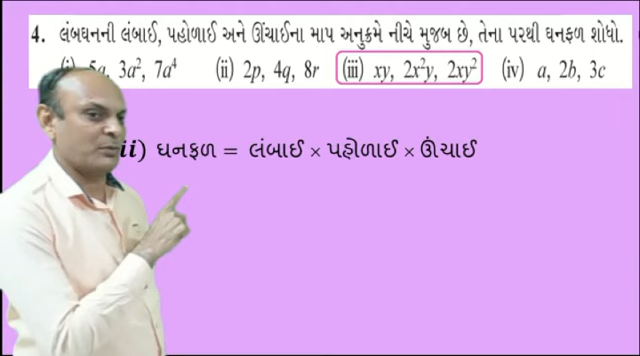 4. લંબઘનની લંબાઈ, પહોળાઈ અને ઊંચાઈના માપ અનુક્રમે નીચે મુજબ છે, તેના પરથી ઘનફળ શોધો.
(i) 5a, 3a², 7a⁴ (ii) 2p, 4q, 8r (iii) xy, 2x²y, 2xy² (iv) a, 2b, 3c
ii) ઘનફળ = લંબાઈ × પહોળાઈ × ઊંચાઈ